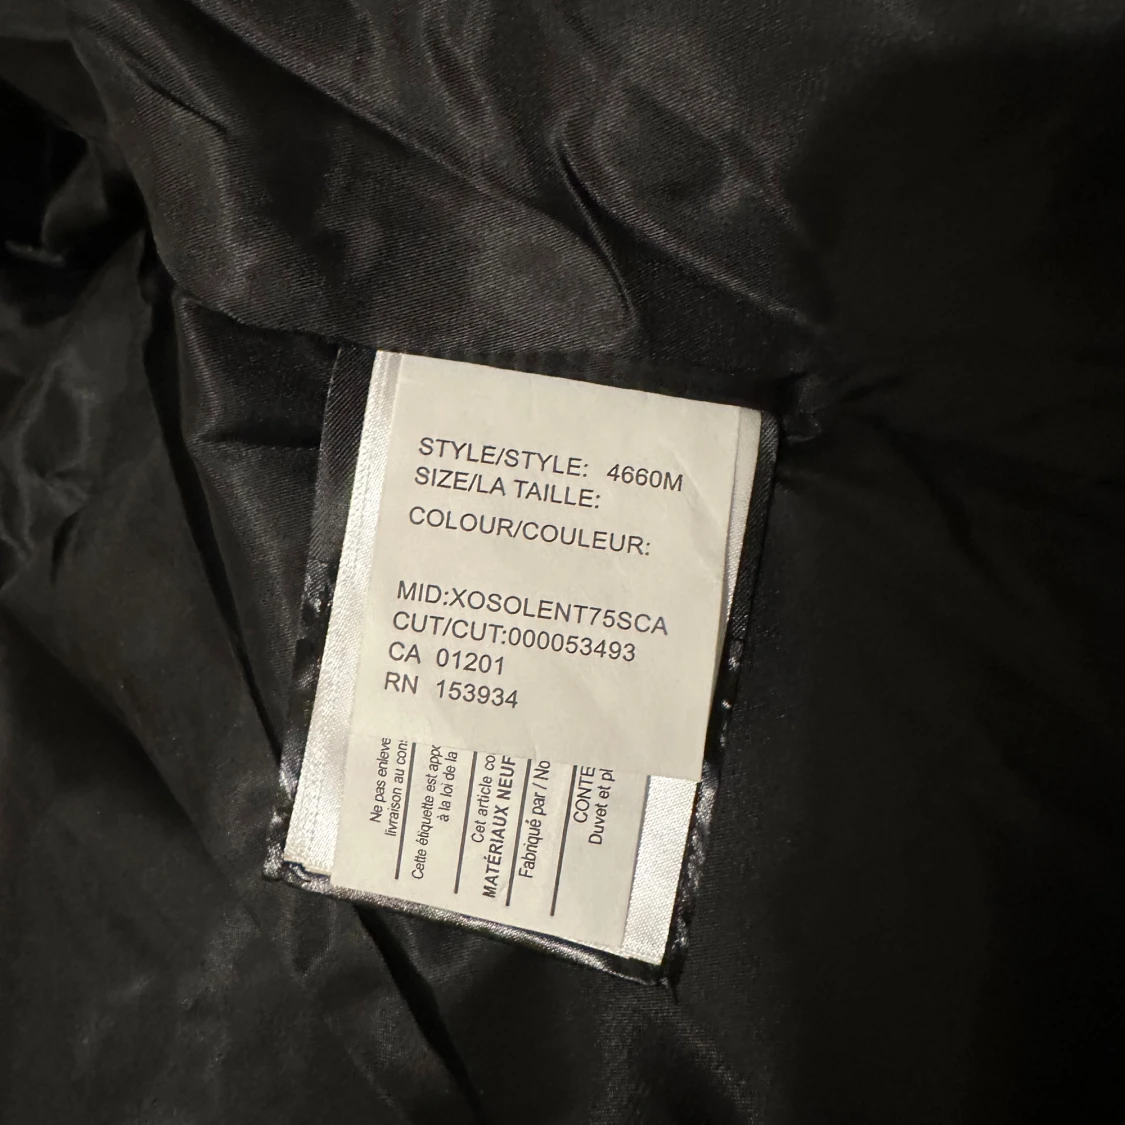 STYLE/STYLE: 4660M
SIZE/LA TAILLE:
COLOUR/COULEUR:
MID:XOSOLENT75SCA
CUT/CUT:000053493
CA 01201
RN 153934
Ne pas enleve
livraison au con
Cette étiquette est appo
à la loi de la
Cet article co
MATÉRIAUX NEUF
Fabriqué par / No
CONTE
Duvet et pl